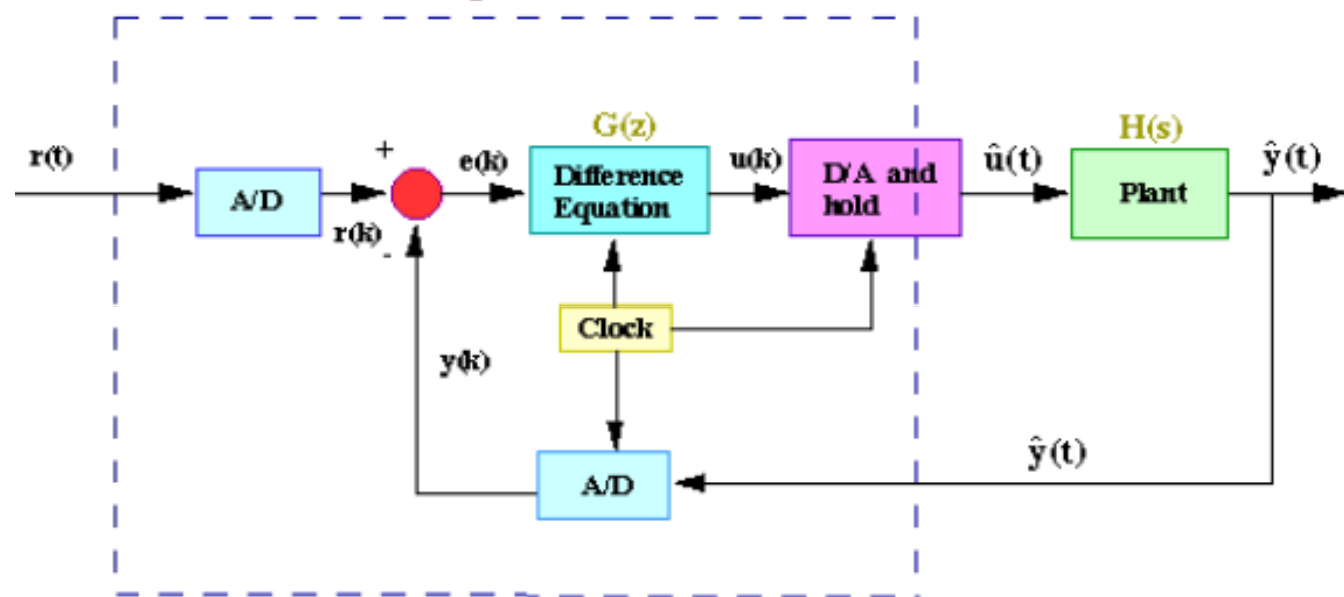 G(z)
H(s)
r(t)
+
e(k)
u(k)
û(t)
ŷ(t)
A/D
Difference
Equation
D/A and
hold
Plant
r(k)
-
Clock
y(k)
ŷ(t)
A/D